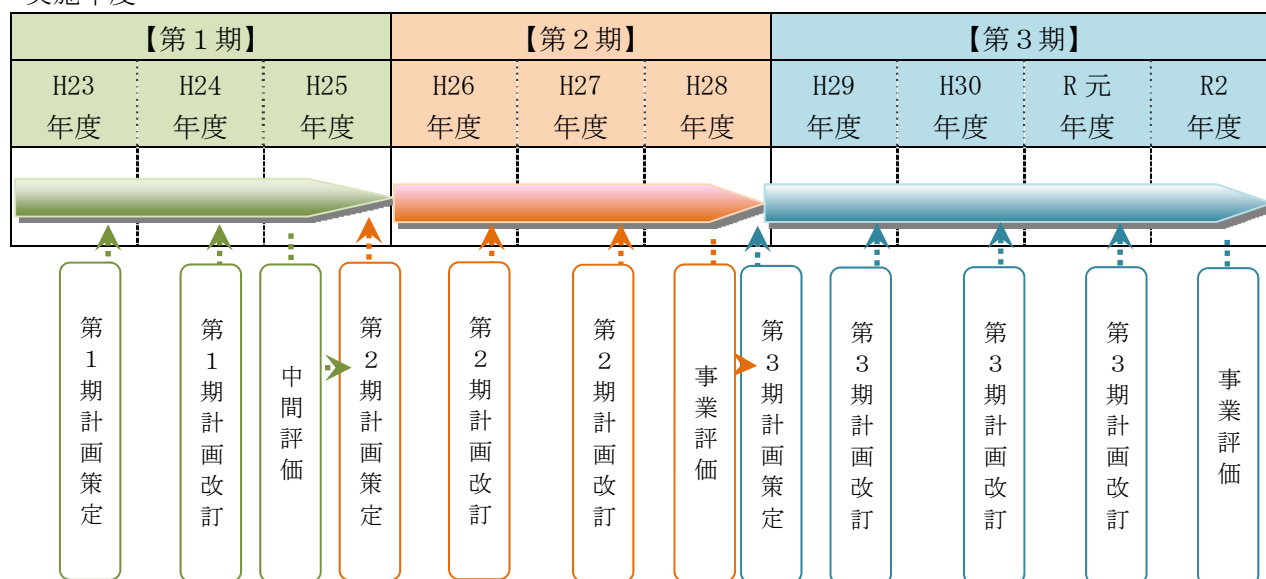 【第１期】
【第２期】
【第３期】
H23
年度
H24
年度
H25
年度
H26
年度
H27
年度
H28
年度
H29
年度
H30
年度
R 元
年度
R2
年度
第１期計画策定
第１期計画改訂
中間評価
第２期計画策定
第２期計画改訂
第２期計画改訂
事業評価
第３期計画策定
第３期計画改訂
第３期計画改訂
第３期計画改訂
事業評価